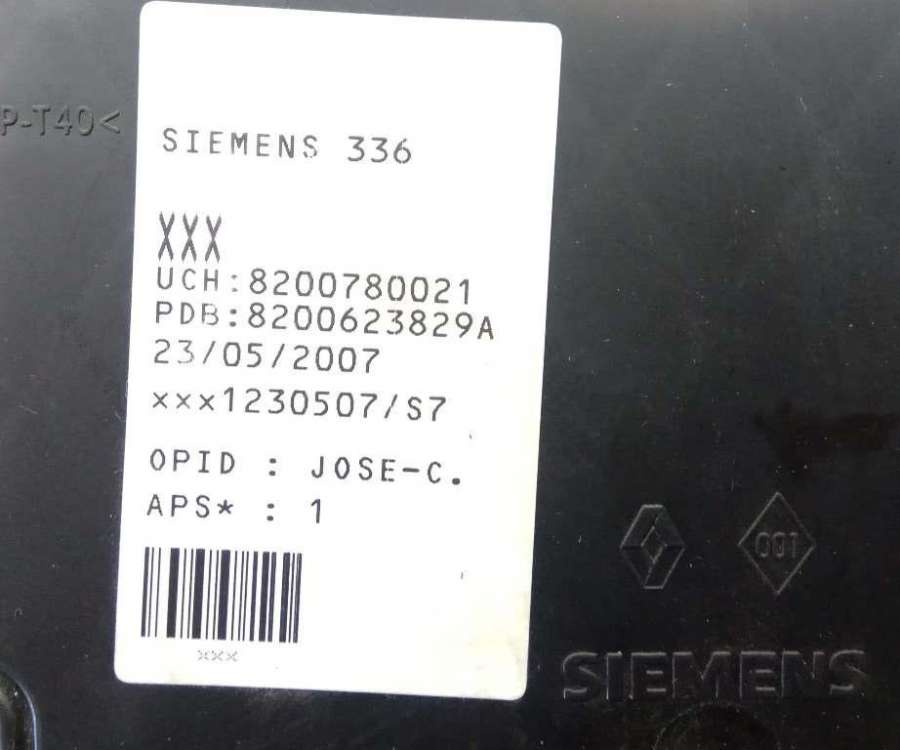 P-T40<
SIEMENS 336
XXX
UCH:8200780021
PDB:8200623829A
23/05/2007
xxx1230507/S7
OPID : JOSE-C.
APS* : 1
xxx
001
SIEMENS